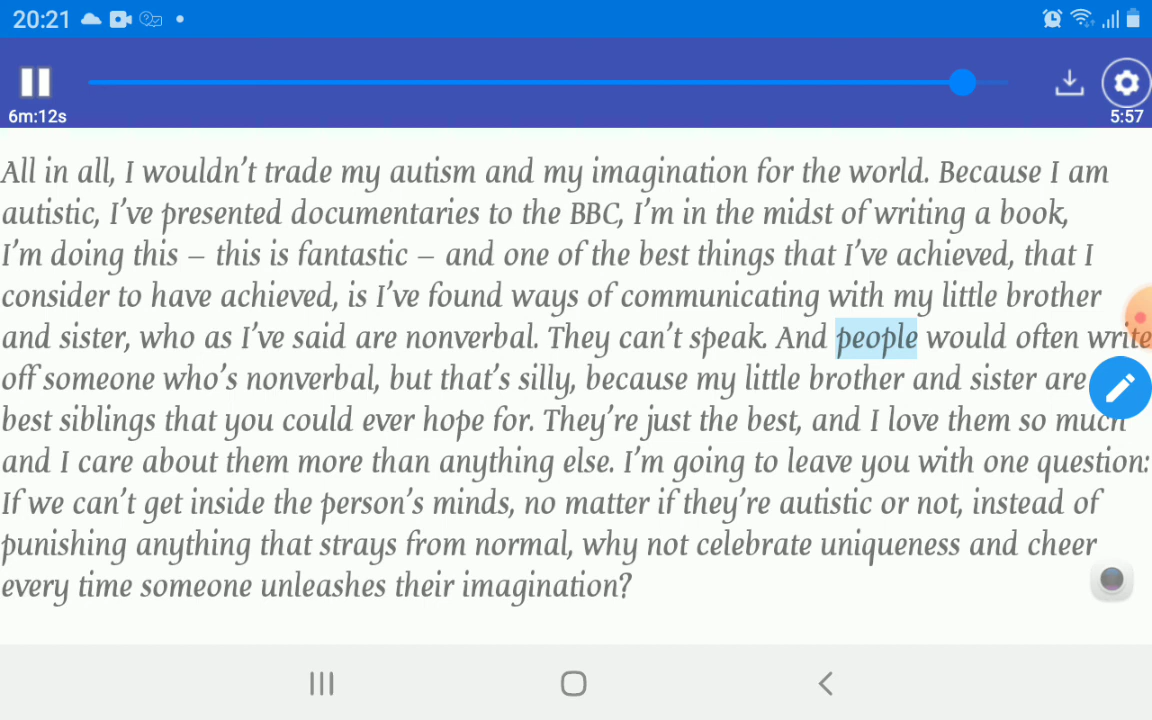 20:21
6m:12s
5:57
All in all, I wouldn't trade my autism and my imagination for the world. Because I am
autistic, I've presented documentaries to the BBC, I'm in the midst of writing a book,
I'm doing this – this is fantastic – and one of the best things that I've achieved, that I
consider to have achieved, is I've found ways of communicating with my little brother
and sister, who as I've said are nonverbal. They can't speak. And people would often write
off someone who's nonverbal, but that's silly, because my little brother and sister are
best siblings that you could ever hope for. They're just the best, and I love them so much
and I care about them more than anything else. I'm going to leave you with one question:
If we can't get inside the person's minds, no matter if they're autistic or not, instead of
punishing anything that strays from normal, why not celebrate uniqueness and cheer
every time someone unleashes their imagination?